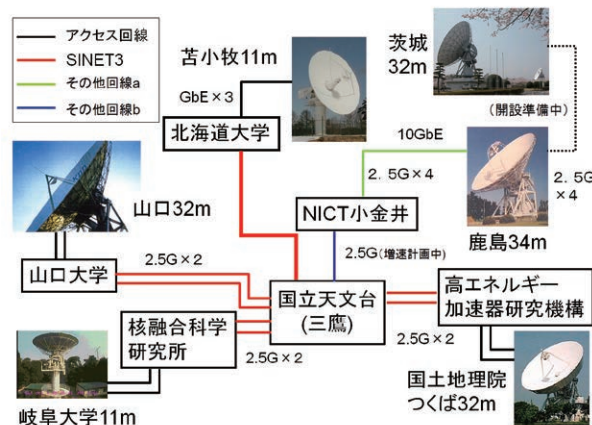 アクセス回線
SINET3
その他回線a
その他回線b
苫小牧11m
GbE×3
北海道大学
茨城
32m
(開設準備中)
10GbE
2.5G×4
2.5G
×4
鹿島34m
NICT小金井
2.5G(増速計画中)
山口32m
山口大学
2.5G×2
国立天文台
(三鷹)
高エネルギー
加速器研究機構
2.5G×2
核融合科学
研究所
2.5G×2
岐阜大学11m
国土地理院
つくば32m